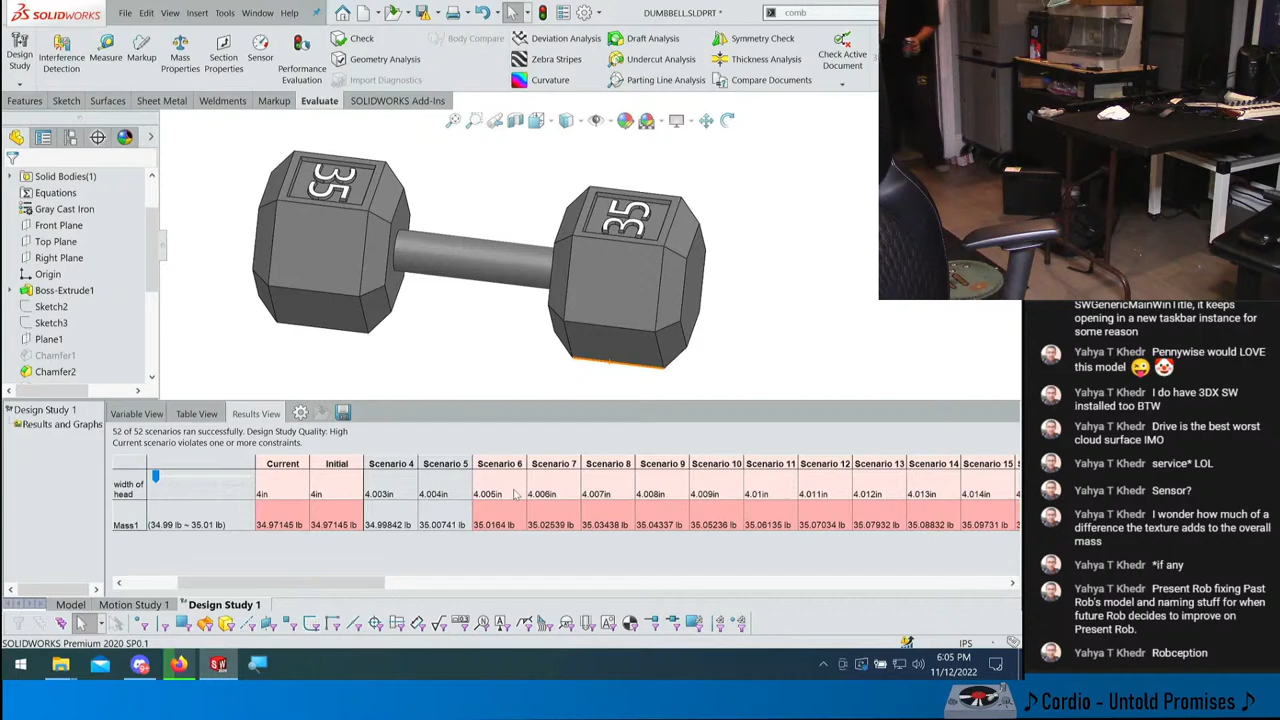 SOLIDWORKS File Edit View Insert Tools Window Help DUMBBELL.SLDPRT * comb
Design Study
Interference Detection
Measure
Markup
Mass Properties
Section Properties
Sensor
Performance Evaluation
Check
Geometry Analysis
Import Diagnostics
Body Compare
Deviation Analysis
Zebra Stripes
Curvature
Draft Analysis
Undercut Analysis
Parting Line Analysis
Symmetry Check
Thickness Analysis
Compare Documents
Check Active Document
Features Sketch Surfaces Sheet Metal Weldments Markup Evaluate SOLIDWORKS Add-Ins
Solid Bodies(1)
Equations
Gray Cast Iron
Front Plane
Top Plane
Right Plane
Origin
Boss-Extrude1
Sketch2
Sketch3
Plane1
Chamfer1
Chamfer2
35
35
Design Study 1
Results and Graphs
Variable View Table View Results View
52 of 52 scenarios ran successfully. Design Study Quality: High
Current scenario violates one or more constraints.
Current Initial Scenario 4 Scenario 5 Scenario 6 Scenario 7 Scenario 8 Scenario 9 Scenario 10 Scenario 11 Scenario 12 Scenario 13 Scenario 14 Scenario 15
width of head 4in 4in 4.003in 4.004in 4.005in 4.006in 4.007in 4.008in 4.009in 4.01in 4.011in 4.012in 4.013in 4.014in
Mass1 (34.99 lb ~ 35.01 lb) 34.97145 lb 34.97145 lb 34.99842 lb 35.00741 lb 35.0164 lb 35.02539 lb 35.03438 lb 35.04337 lb 35.05236 lb 35.06135 lb 35.07034 lb 35.07932 lb 35.08832 lb 35.09731 lb
Model Motion Study 1 Design Study 1
SOLIDWORKS Premium 2020 SP0.1 IPS
6:05 PM
11/12/2022
SWGenericMainWinTitle, it keeps
opening in a new taskbar instance for
some reason
Yahya T Khedr Pennywise would LOVE
this model 😜 🤡
Yahya T Khedr I do have 3DX SW
installed too BTW
Yahya T Khedr Drive is the best worst
cloud surface IMO
Yahya T Khedr service* LOL
Yahya T Khedr Sensor?
Yahya T Khedr I wonder how much of a
difference the texture adds to the overall
mass
Yahya T Khedr *if any
Yahya T Khedr Present Rob fixing Past
Rob's model and naming stuff for when
future Rob decides to improve on
Present Rob.
Yahya T Khedr Robception
♪ Cordio - Untold Promises ♪